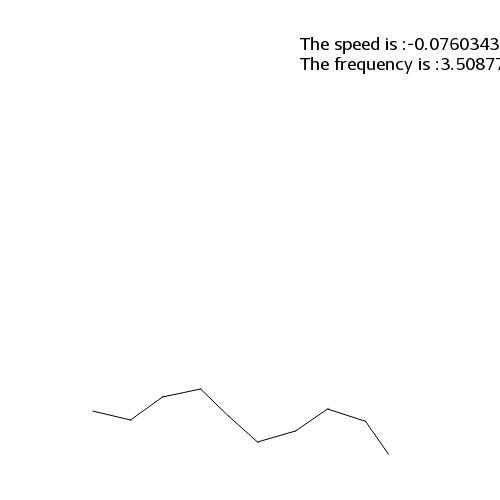 The speed is :-0.0760343
The frequency is :3.50877